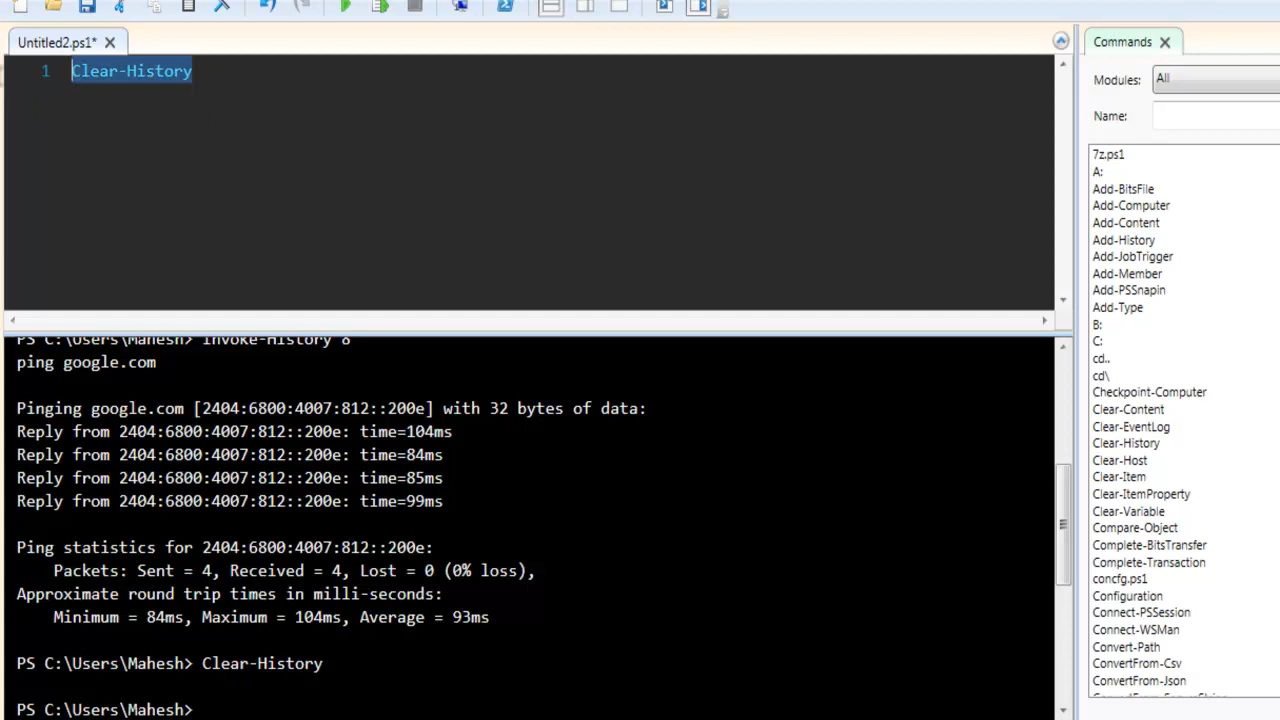 Untitled2.ps1*
1 Clear-History
PS C:\Users\Mahesh> Invoke-History 8
ping google.com
Pinging google.com [2404:6800:4007:812::200e] with 32 bytes of data:
Reply from 2404:6800:4007:812::200e: time=104ms
Reply from 2404:6800:4007:812::200e: time=84ms
Reply from 2404:6800:4007:812::200e: time=85ms
Reply from 2404:6800:4007:812::200e: time=99ms
Ping statistics for 2404:6800:4007:812::200e:
Packets: Sent = 4, Received = 4, Lost = 0 (0% loss),
Approximate round trip times in milli-seconds:
Minimum = 84ms, Maximum = 104ms, Average = 93ms
PS C:\Users\Mahesh> Clear-History
PS C:\Users\Mahesh>
Commands
Modules: All
Name:
7z.ps1
A:
Add-BitsFile
Add-Computer
Add-Content
Add-History
Add-JobTrigger
Add-Member
Add-PSSnapin
Add-Type
B:
C:
cd..
cd\
Checkpoint-Computer
Clear-Content
Clear-EventLog
Clear-History
Clear-Host
Clear-Item
Clear-ItemProperty
Clear-Variable
Compare-Object
Complete-BitsTransfer
Complete-Transaction
concfg.ps1
Configuration
Connect-PSSession
Connect-WSMan
Convert-Path
ConvertFrom-Csv
ConvertFrom-Json